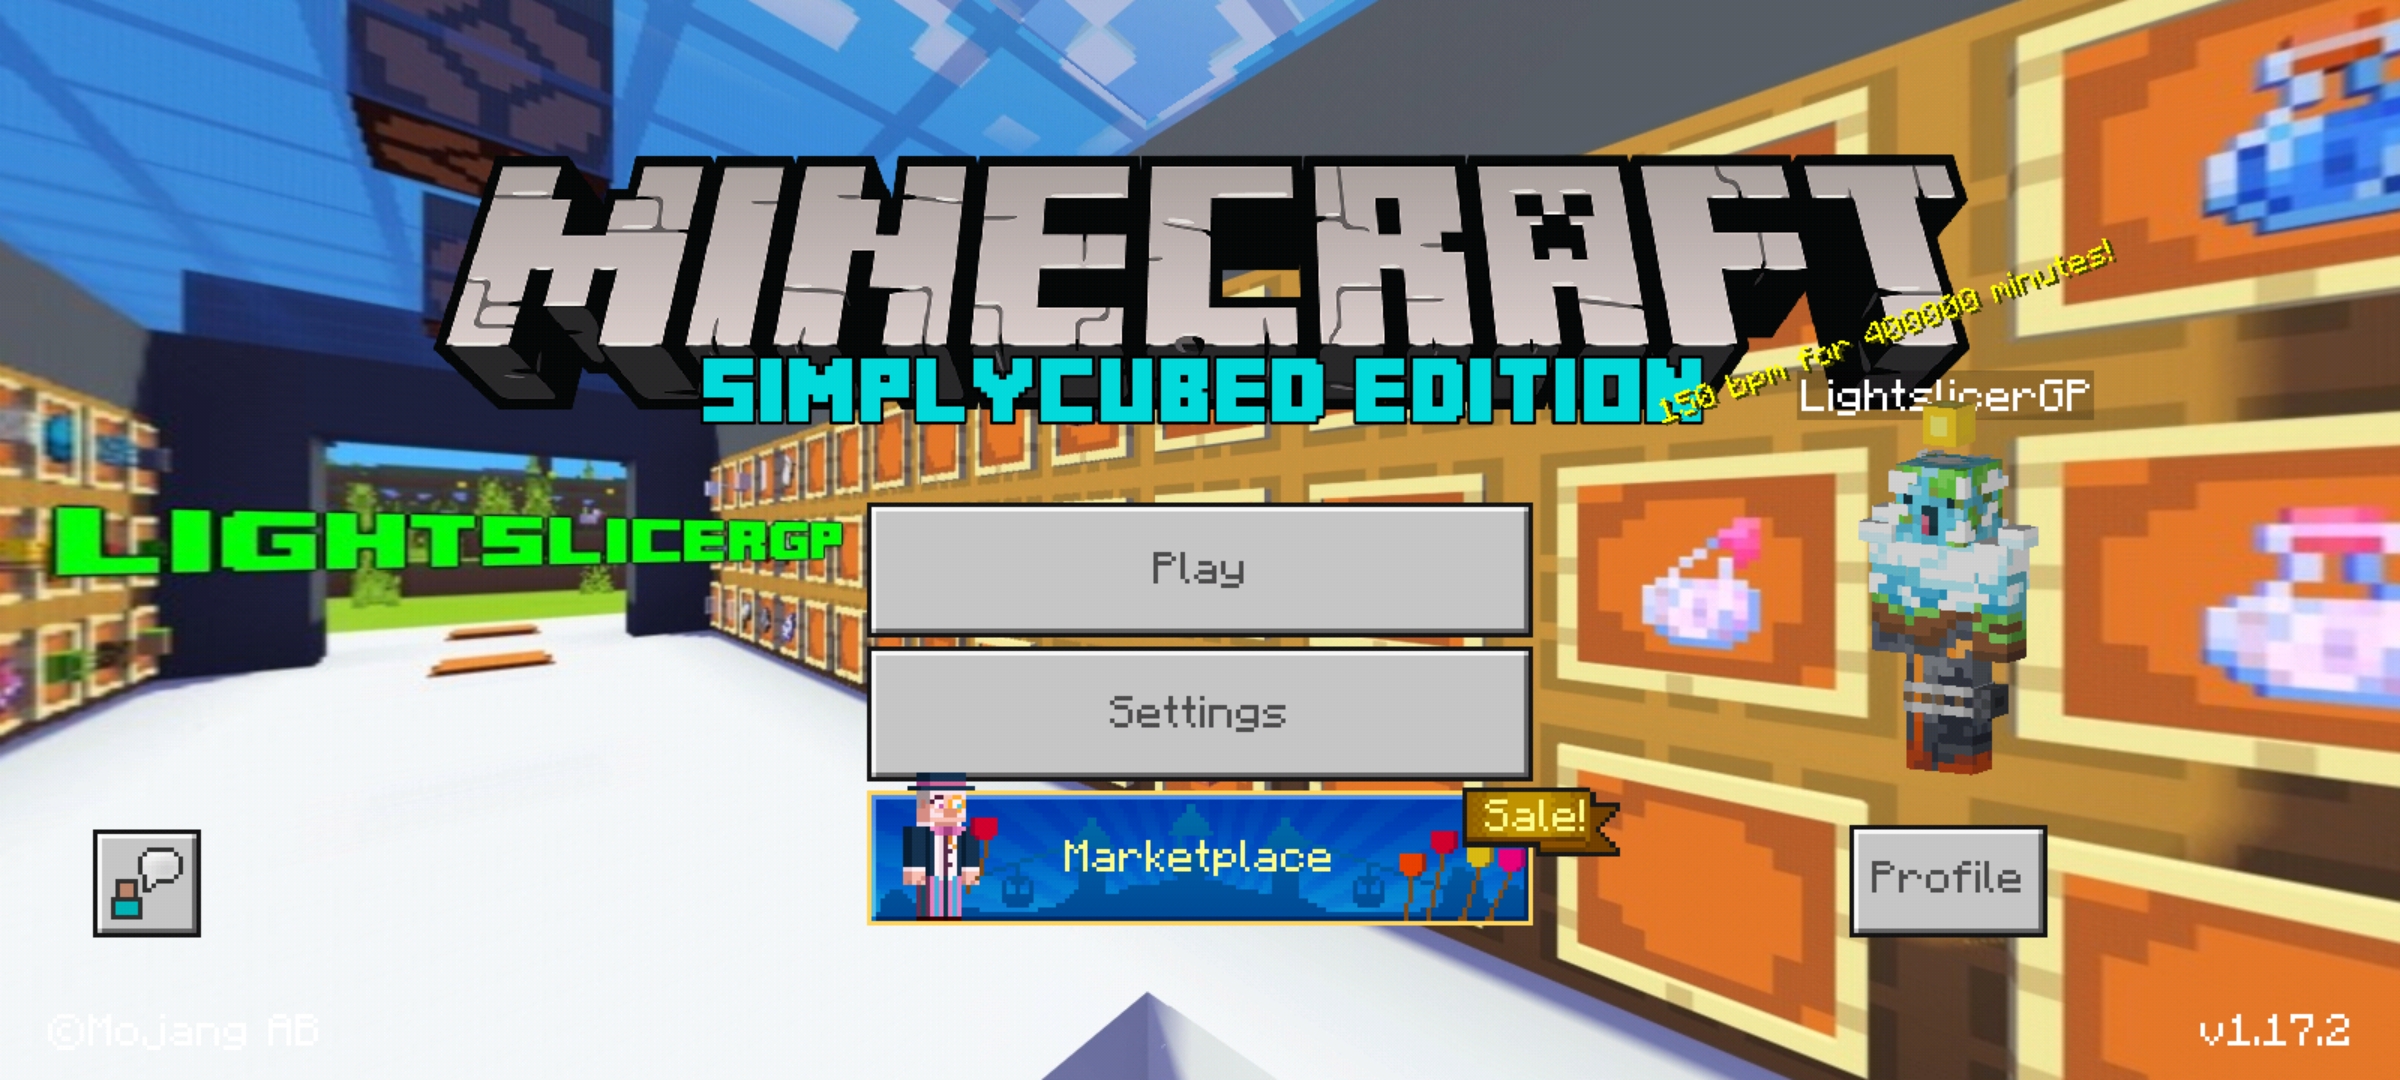 MINECRAFT
SIMPLYCUBED EDITION
150 bpm for 400000 minutes!
LightslicerGP
LIGHTSLICERGP
Play
Settings
Sale!
Marketplace
Profile
©Mojang AB
v1.17.2